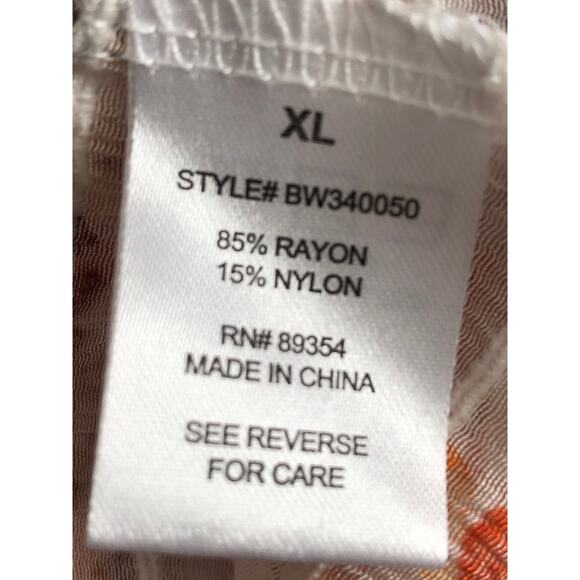 XL
STYLE# BW340050
85% RAYON
15% NYLON
RN# 89354
MADE IN CHINA
SEE REVERSE
FOR CARE